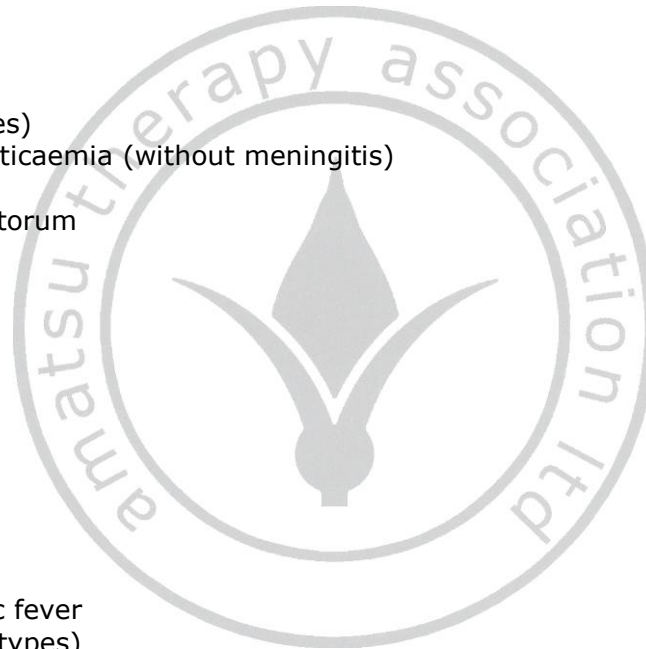 es)
ticaemia (without meningitis)
torum
c fever
types)
amatsu therapy association ltd